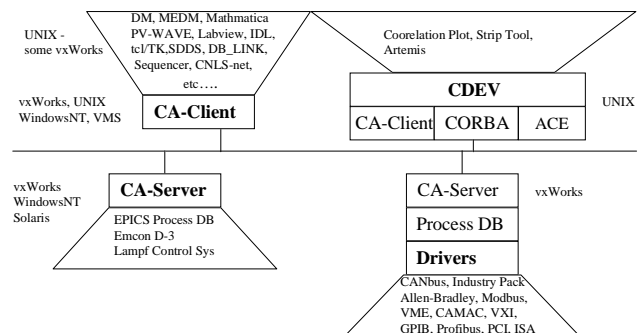 UNIX -
some vxWorks
DM, MEDM, Mathmatica
PV-WAVE, Labview, IDL,
tcl/TK,SDDS, DB_LINK,
Sequencer, CNLS-net,
etc….
vxWorks, UNIX
WindowsNT, VMS
CA-Client
Coorelation Plot, Strip Tool,
Artemis
CDEV
CA-Client
CORBA
ACE
UNIX
vxWorks
WindowsNT
Solaris
CA-Server
EPICS Process DB
Emcon D-3
Lampf Control Sys
CA-Server
Process DB
Drivers
vxWorks
CANbus, Industry Pack
Allen-Bradley, Modbus,
VME, CAMAC, VXI,
GPIB, Profibus, PCI, ISA